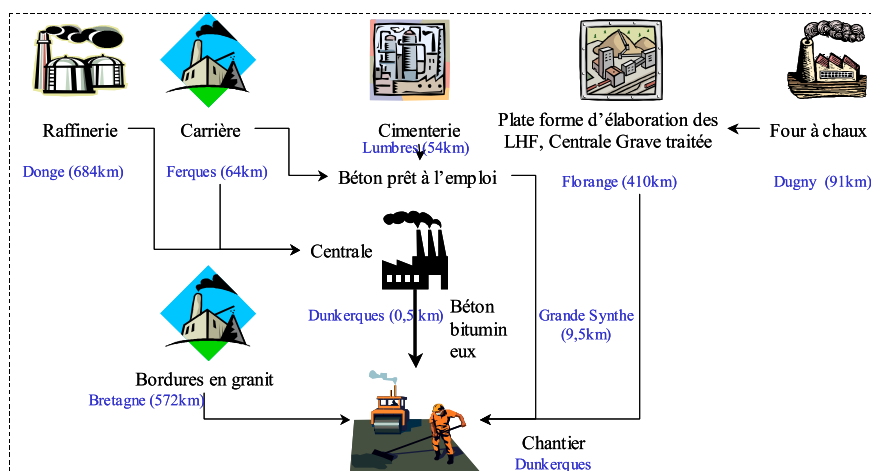 Raffinerie
Carrière
Cimenterie
Plate forme d’élaboration des
LHF, Centrale Grave traitée
Four à chaux
Donge (684km)
Ferques (64km)
Lumbres (54km)
Béton prêt à l’emploi
Florange (410km)
Dugny (91km)
Centrale
Dunkerques (0,5 km)
Béton
bitumin
eux
Grande Synthe
(9,5km)
Bordures en granit
Bretagne (572km)
Chantier
Dunkerques